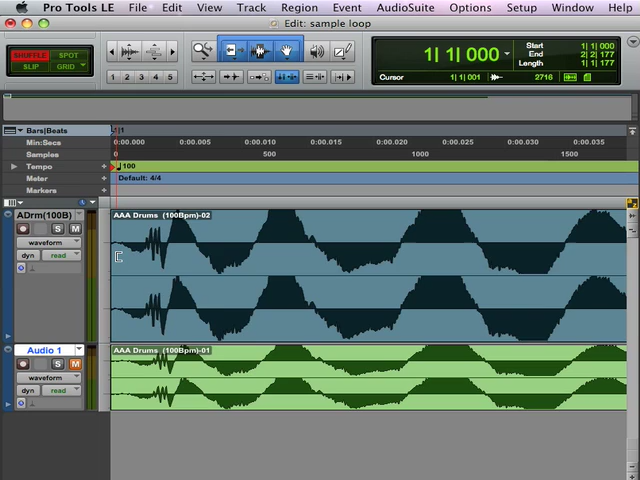 Pro Tools LE File Edit View Track Region Event AudioSuite Options Setup Window Help
Edit: sample loop
SHUFFLE SPOT
SLIP GRID
1 2 3 4 5
1| 1| 000
Start 1| 1| 000
End 1| 1| 177
Length 0| 0| 177
Cursor 1| 1| 001 2716
Bars|Beats 1|1
Min:Secs 0:00.000 0:00.005 0:00.010 0:00.015 0:00.020 0:00.025 0:00.030 0:00.035
Samples 0 500 1000 1500
Tempo 100
Meter Default: 4/4
Markers
ADrm(100B) AAA Drums (100Bpm)-02
S M
waveform
dyn read
Audio 1 AAA Drums (100Bpm)-01
S M
waveform
dyn read